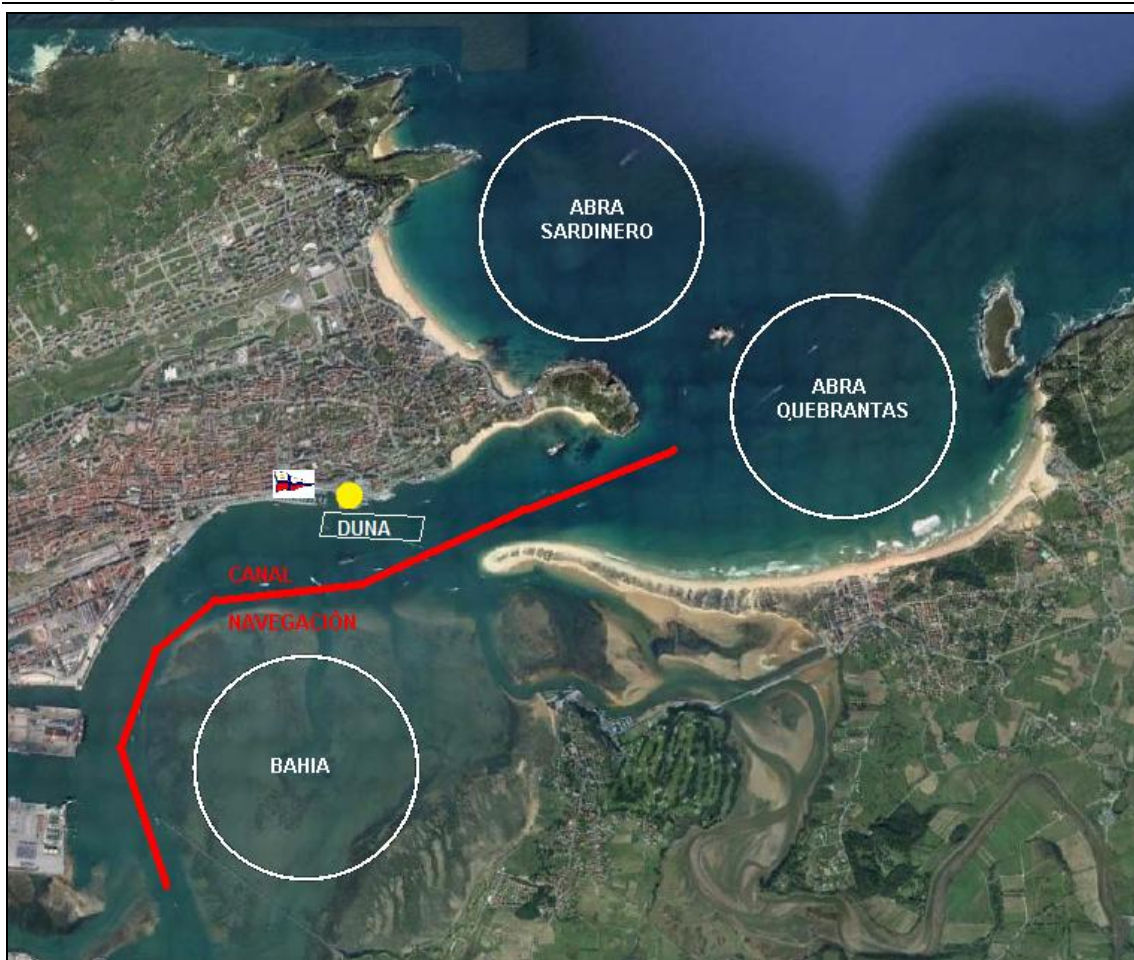 ABRA
SARDINERO
ABRA
QUEBRANTAS
DUNA
CANAL
NAVEGACIÓN
BAHIA